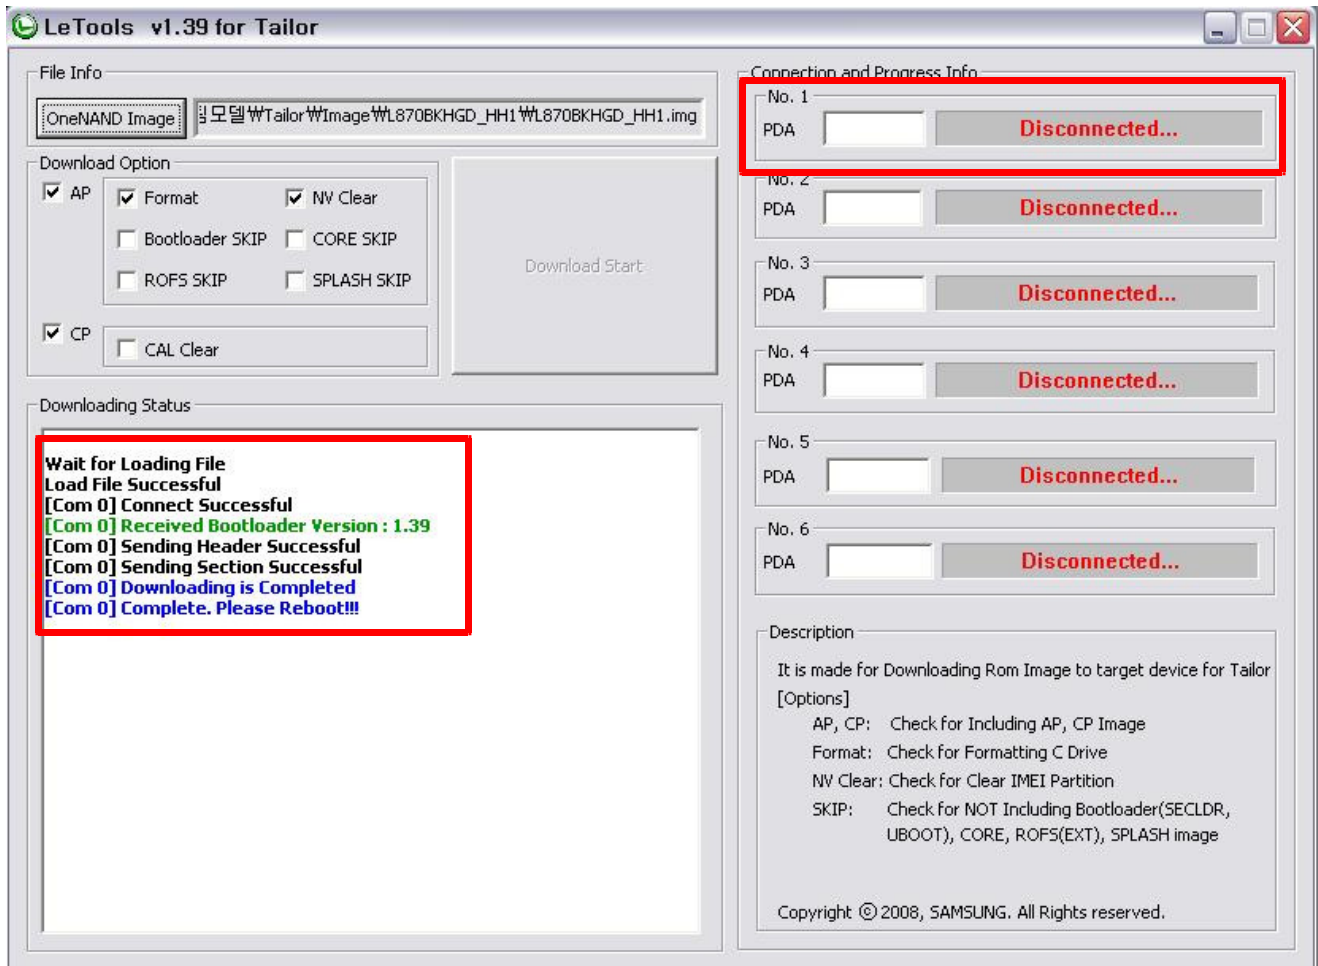 LeTools v1.39 for Tailor
File Info
OneNAND Image
모델₩Tailor₩Image₩L870BKHGD_HH1₩L870BKHGD_HH1.img
Download Option
AP
Format
NV Clear
Bootloader SKIP
CORE SKIP
ROFS SKIP
SPLASH SKIP
CP
CAL Clear
Download Start
Downloading Status
Wait for Loading File
Load File Successful
[Com 0] Connect Successful
[Com 0] Received Bootloader Version : 1.39
[Com 0] Sending Header Successful
[Com 0] Sending Section Successful
[Com 0] Downloading is Completed
[Com 0] Complete. Please Reboot!!!
Connection and Progress Info
No. 1
PDA
Disconnected...
No. 2
PDA
Disconnected...
No. 3
PDA
Disconnected...
No. 4
PDA
Disconnected...
No. 5
PDA
Disconnected...
No. 6
PDA
Disconnected...
Description
It is made for Downloading Rom Image to target device for Tailor
[Options]
AP, CP: Check for Including AP, CP Image
Format: Check for Formatting C Drive
NV Clear: Check for Clear IMEI Partition
SKIP: Check for NOT Including Bootloader(SECLDR,
UBOOT), CORE, ROFS(EXT), SPLASH image
Copyright ⓒ 2008, SAMSUNG. All Rights reserved.